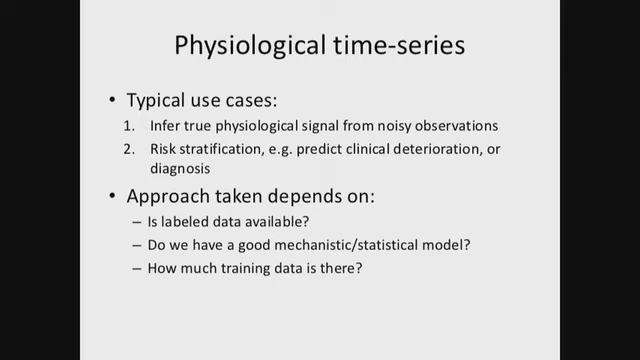 Physiological time-series
• Typical use cases:
1. Infer true physiological signal from noisy observations
2. Risk stratification, e.g. predict clinical deterioration, or
diagnosis
• Approach taken depends on:
– Is labeled data available?
– Do we have a good mechanistic/statistical model?
– How much training data is there?